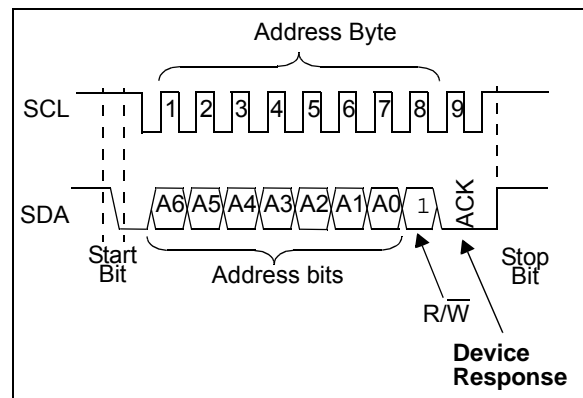 Address Byte
SCL
1 2 3 4 5 6 7 8 9
SDA
A6 A5 A4 A3 A2 A1 A0 1 ACK
Start
Bit
Address bits
Stop
Bit
R/W̅
Device
Response